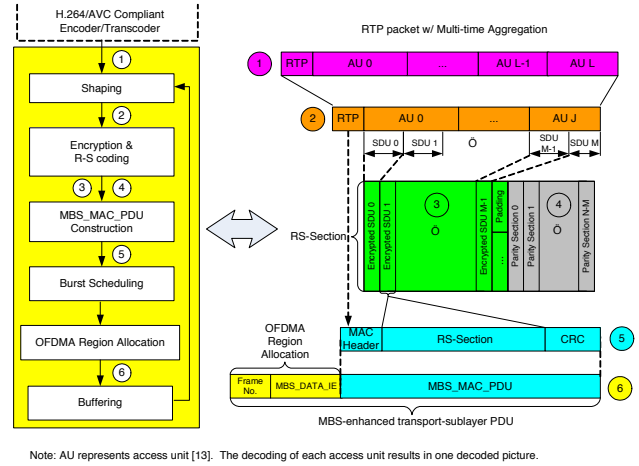 H.264/AVC Compliant
Encoder/Transcoder
1
Shaping
2
Encryption &
R-S coding
3 4
MBS_MAC_PDU
Construction
5
Burst Scheduling
OFDMA Region Allocation
6
Buffering
RTP packet w/ Multi-time Aggregation
1 RTP AU 0 ... AU L-1 AU L
2 RTP AU 0 ... AU J
SDU 0 SDU 1 Ö SDU
M-1 SDU M
RS-Section
Encrypted SDU 0
Encrypted SDU 1
3
Ö
Encrypted SDU M-1
Padding
...
Parity Section 0
Parity Section 1
4
Ö
Parity Section N-M
OFDMA
Region
Allocation
MAC
Header
RS-Section CRC 5
Frame
No.
MBS_DATA_IE MBS_MAC_PDU 6
MBS-enhanced transport-sublayer PDU
Note: AU represents access unit [13]. The decoding of each access unit results in one decoded picture.